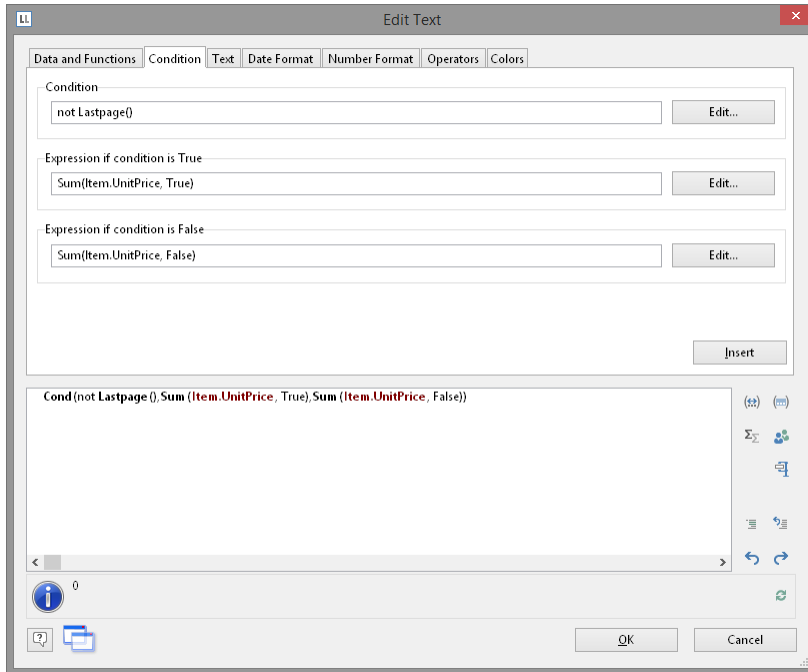 LL Edit Text
Data and Functions Condition Text Date Format Number Format Operators Colors
Condition
not Lastpage() Edit...
Expression if condition is True
Sum(Item.UnitPrice, True) Edit...
Expression if condition is False
Sum(Item.UnitPrice, False) Edit...
Insert
Cond(not Lastpage(),Sum (Item.UnitPrice, True),Sum (Item.UnitPrice, False))
0
OK Cancel